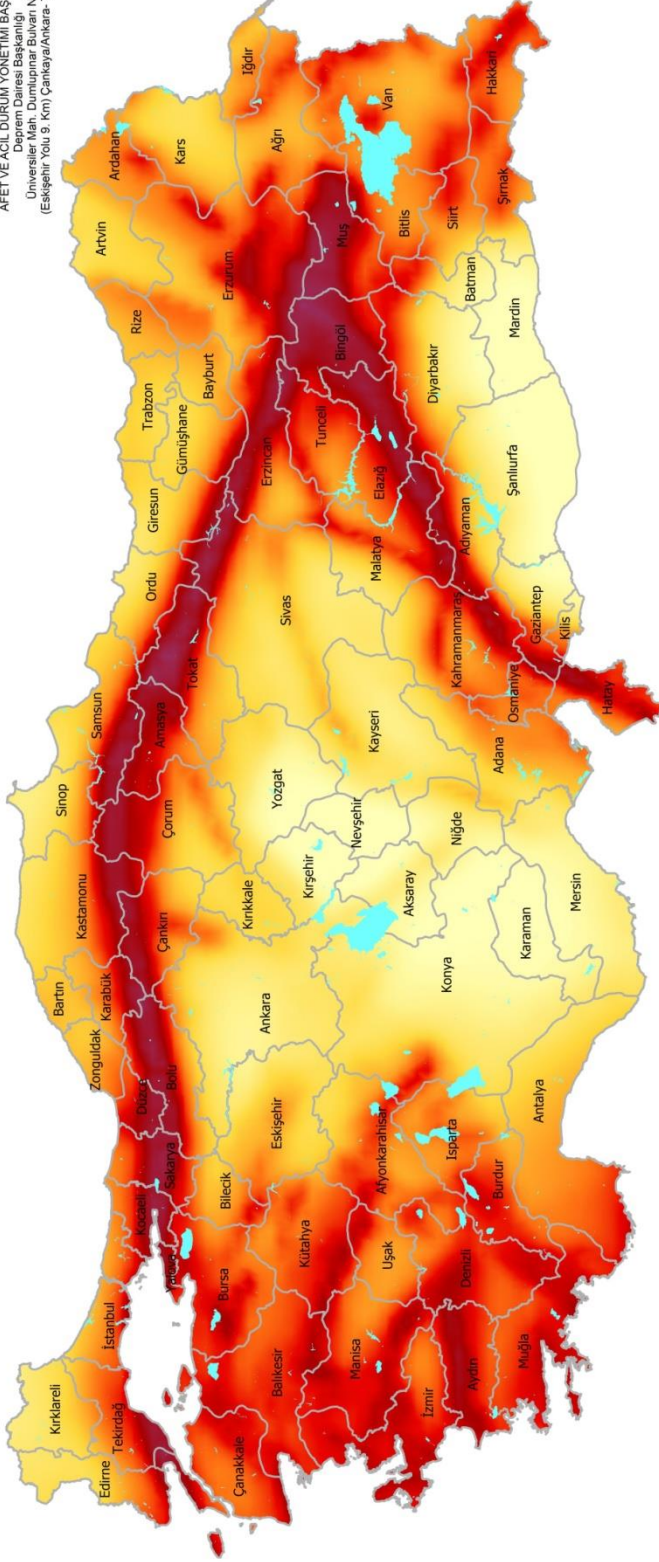 AFET VE ACİL DURUM YÖNETİMİ BAŞ
Deprem Dairesi Başkanlığı
Üniversiler Mah. Dumlupınar Bulvarı N
(Eskişehir Yolu 9. Km) Çankaya/Ankara-
Kırklareli
Edirne
Tekirdağ
İstanbul
Kocaeli
Yalova
Sakarya
Düzce
Bolu
Zonguldak
Bartın
Karabük
Kastamonu
Çankırı
Sinop
Samsun
Çorum
Amasya
Tokat
Ordu
Giresun
Gümüşhane
Trabzon
Bayburt
Rize
Artvin
Ardahan
Kars
Iğdır
Ağrı
Erzurum
Erzincan
Tunceli
Bingöl
Muş
Van
Bitlis
Hakkari
Şırnak
Siirt
Batman
Mardin
Diyarbakır
Şanlıurfa
Elazığ
Malatya
Adıyaman
Gaziantep
Kilis
Kahramanmaraş
Osmaniye
Hatay
Adana
Sivas
Kayseri
Yozgat
Nevşehir
Kırşehir
Kırıkkale
Niğde
Aksaray
Mersin
Karaman
Konya
Ankara
Eskişehir
Bilecik
Bursa
Kütahya
Afyonkarahisar
Isparta
Antalya
Burdur
Denizli
Uşak
Manisa
Balıkesir
Çanakkale
İzmir
Aydın
Muğla